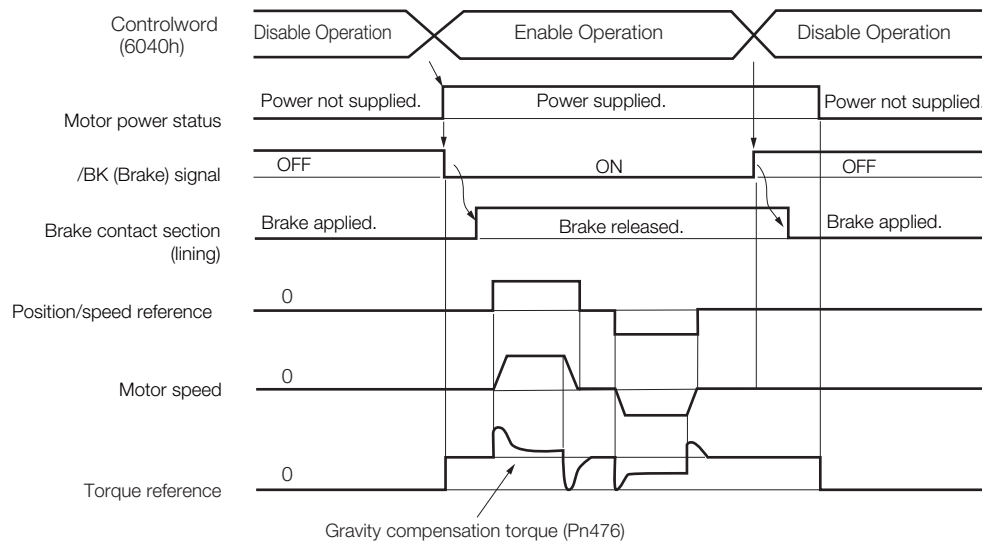 Controlword
(6040h)
Disable Operation
Enable Operation
Disable Operation
Motor power status
Power not supplied.
Power supplied.
Power not supplied.
/BK (Brake) signal
OFF
ON
OFF
Brake contact section
(lining)
Brake applied.
Brake released.
Brake applied.
Position/speed reference
0
Motor speed
0
Torque reference
0
Gravity compensation torque (Pn476)